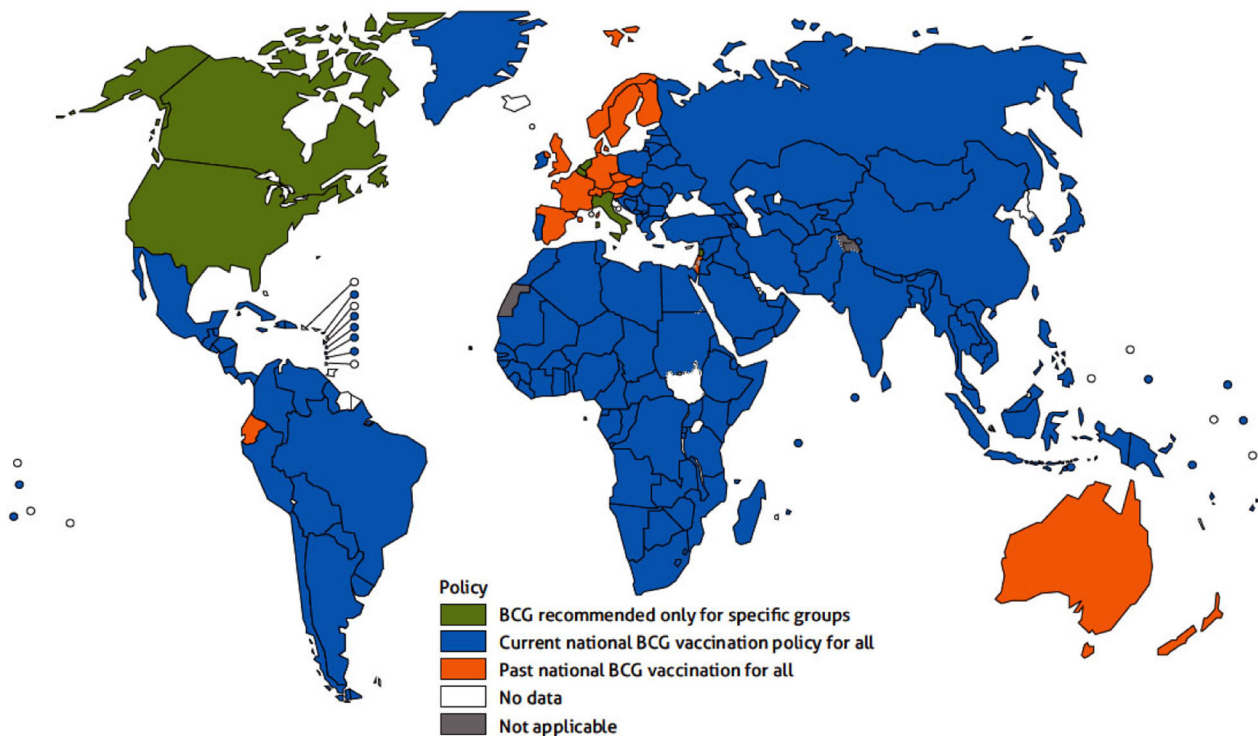 Policy
BCG recommended only for specific groups
Current national BCG vaccination policy for all
Past national BCG vaccination for all
No data
Not applicable